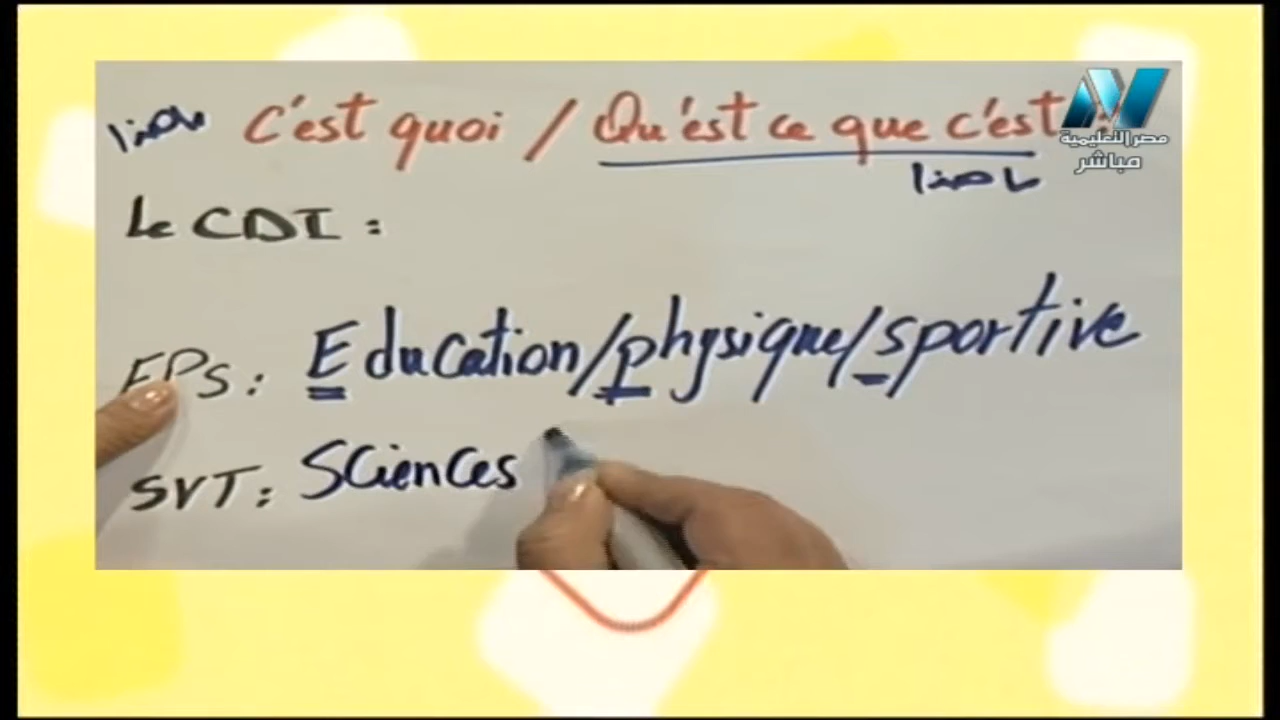 ما هذا C'est quoi / Qu'est ce que c'est
ما هذا
Le CDI :
EPS : Education/physique/sportive
SVT : Sciences
مصر التعليمية
مباشر